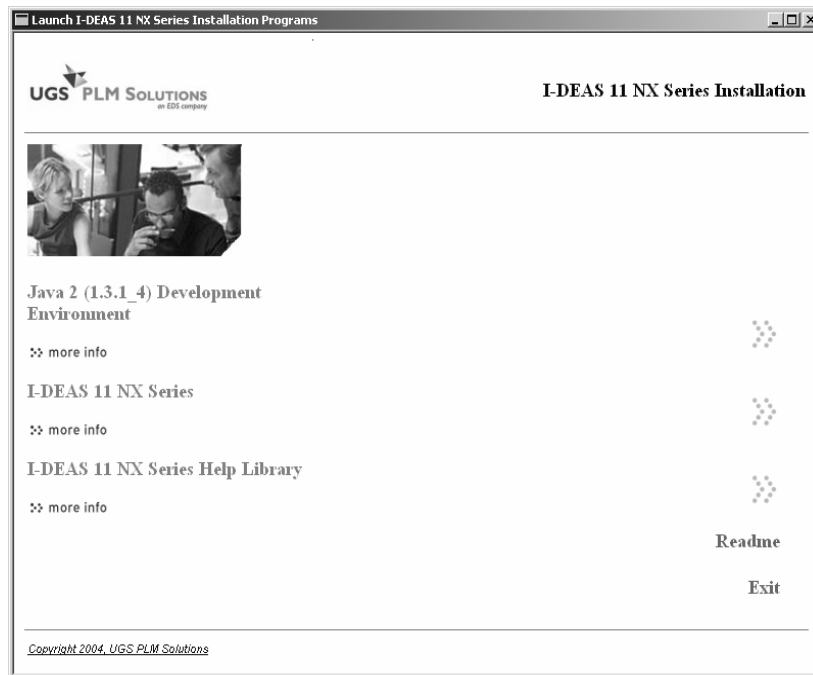 Launch I-DEAS 11 NX Series Installation Programs
UGS PLM SOLUTIONS
an EDS company
I-DEAS 11 NX Series Installation
Java 2 (1.3.1_4) Development
Environment
more info
I-DEAS 11 NX Series
more info
I-DEAS 11 NX Series Help Library
more info
Readme
Exit
Copyright 2004, UGS PLM Solutions